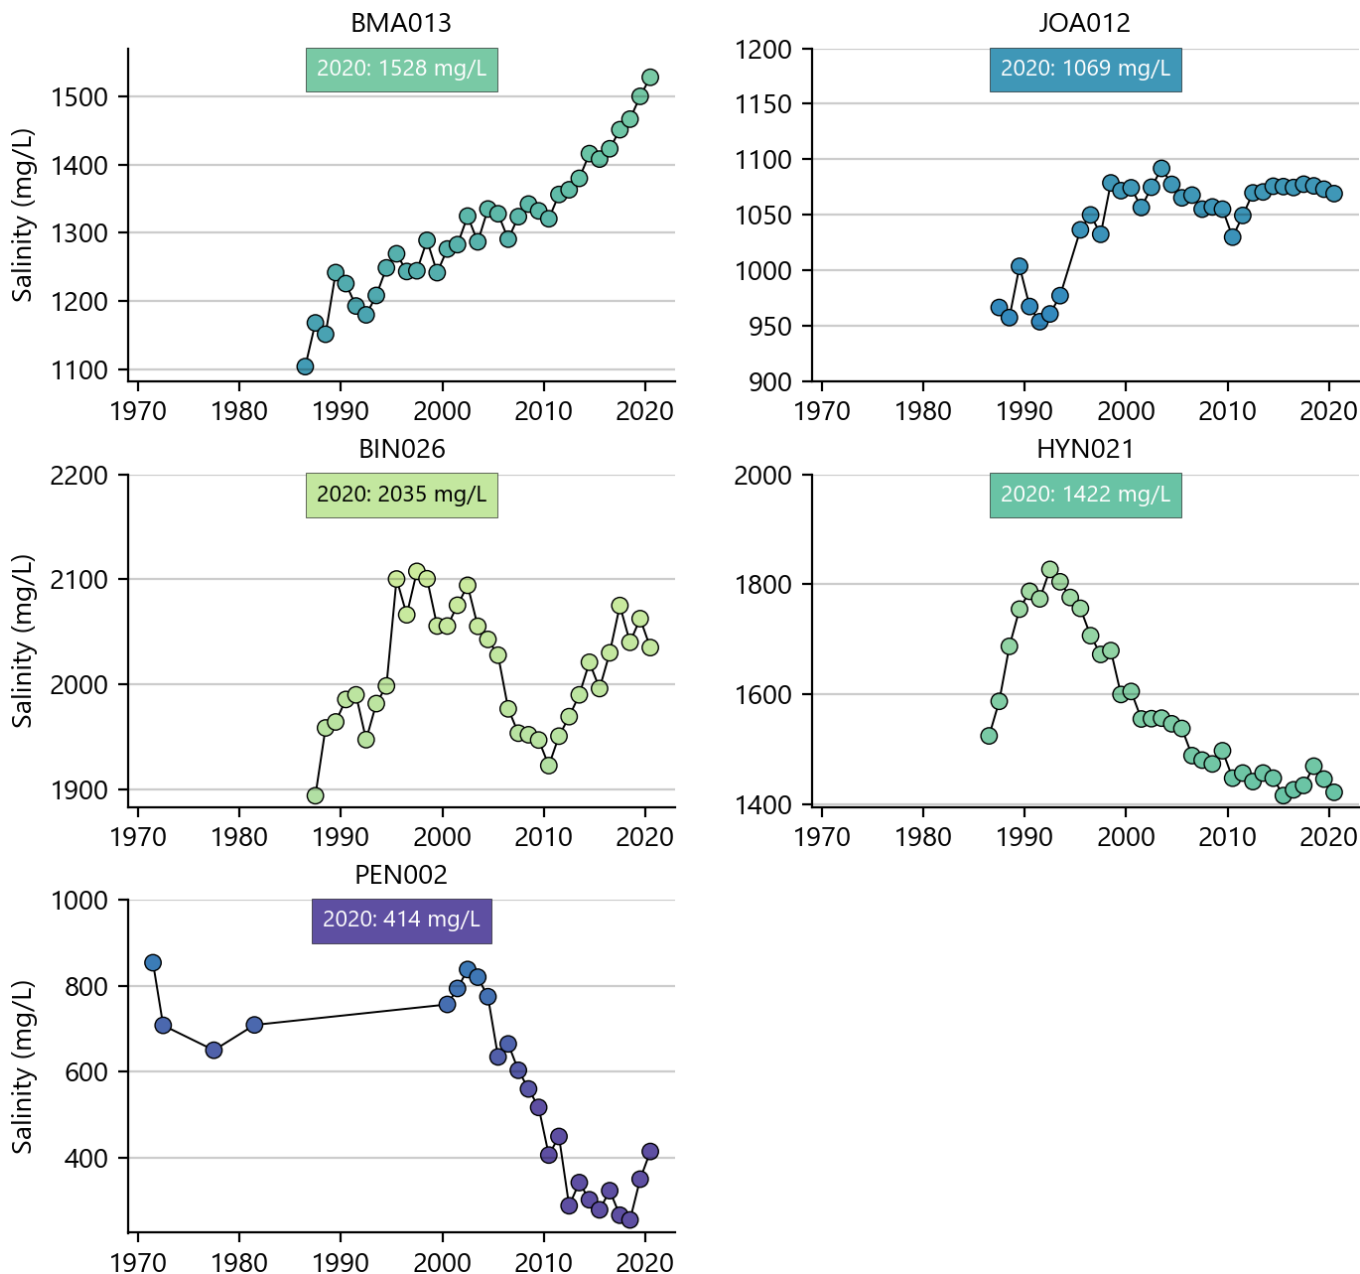 BMA013
2020: 1528 mg/L
Salinity (mg/L)
1500
1400
1300
1200
1100
1970 1980 1990 2000 2010 2020
JOA012
2020: 1069 mg/L
1200
1150
1100
1050
1000
950
900
1970 1980 1990 2000 2010 2020
BIN026
2020: 2035 mg/L
Salinity (mg/L)
2200
2100
2000
1900
1970 1980 1990 2000 2010 2020
HYN021
2020: 1422 mg/L
2000
1800
1600
1400
1970 1980 1990 2000 2010 2020
PEN002
2020: 414 mg/L
Salinity (mg/L)
1000
800
600
400
1970 1980 1990 2000 2010 2020